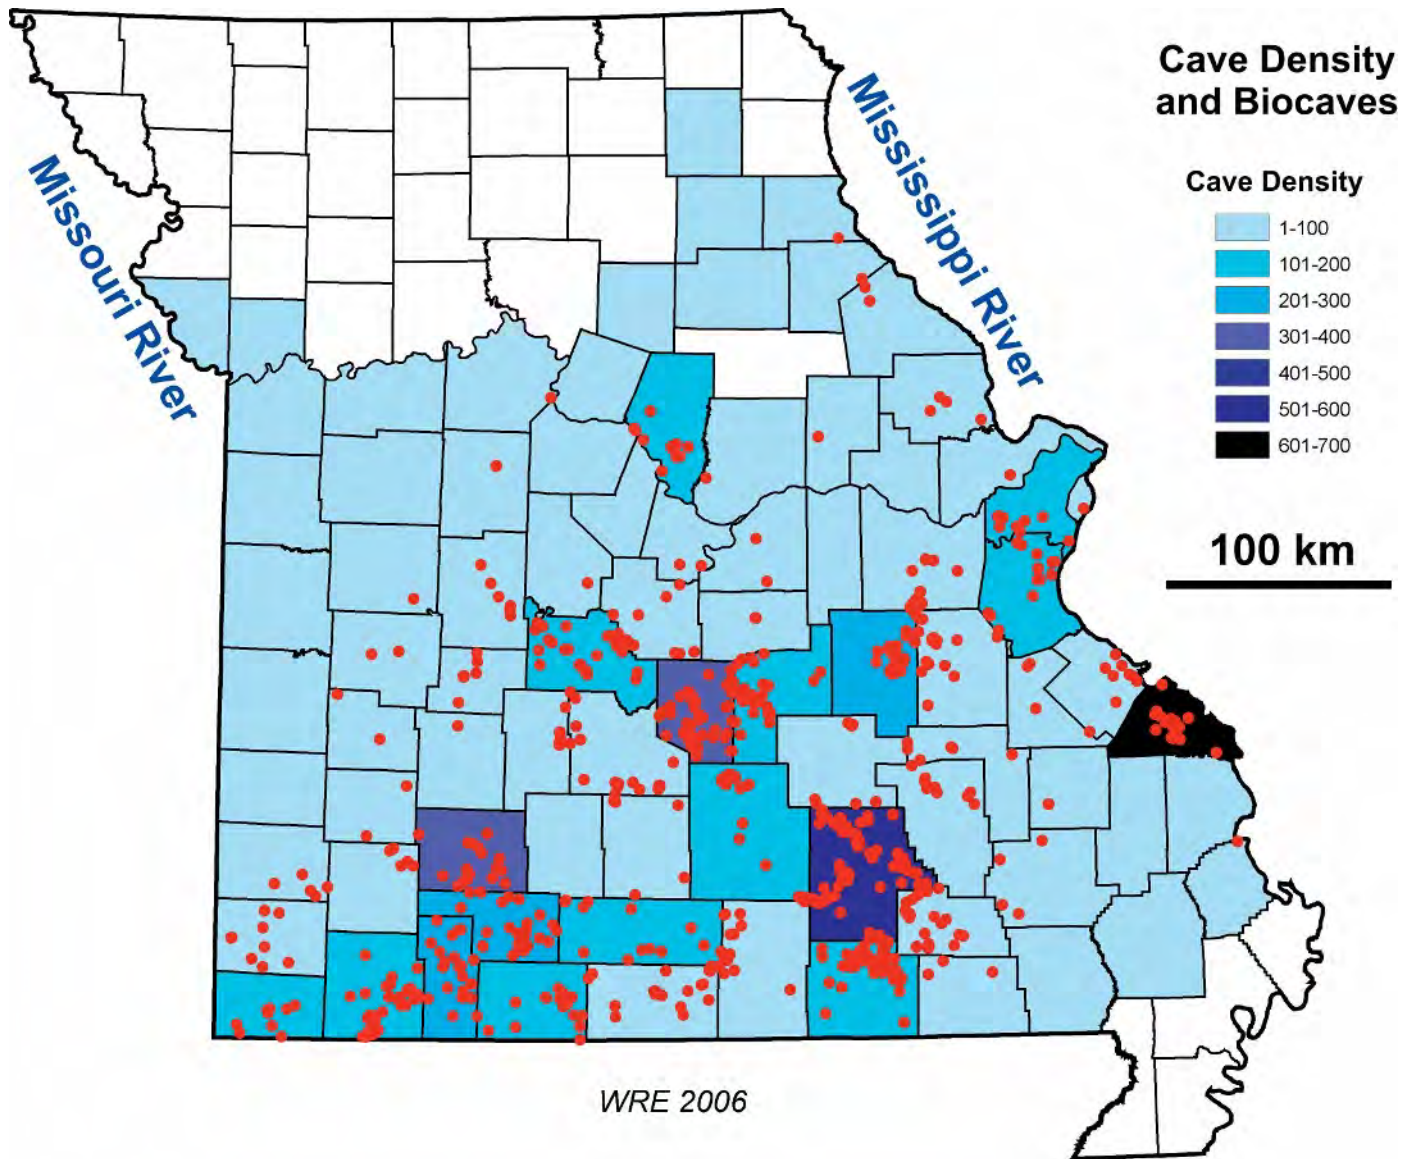 Cave Density
and Biocaves
Mississippi River
Missouri River
Cave Density
1-100
101-200
201-300
301-400
401-500
501-600
601-700
100 km
WRE 2006